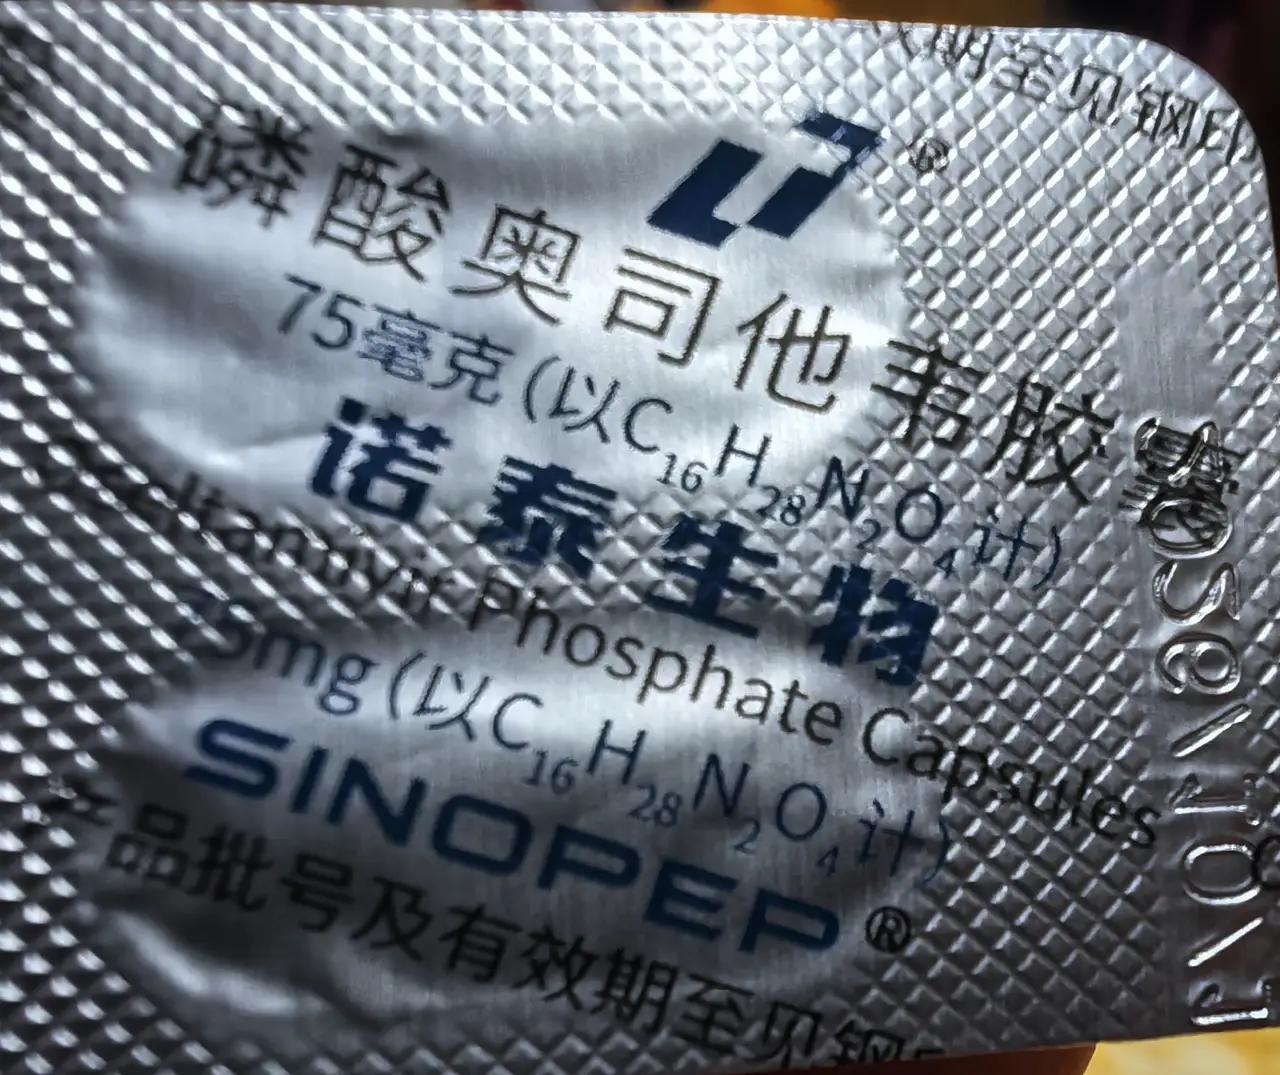 期至见钢印
®
磷酸奥司他韦胶囊
75毫克(以C₁₆H₂₈N₂O₄计)
诺泰生物
Oseltamivir Phosphate Capsules
75mg(以C₁₆H₂₈N₂O₄计)
SINOPEP®
产品批号及有效期至见钢印